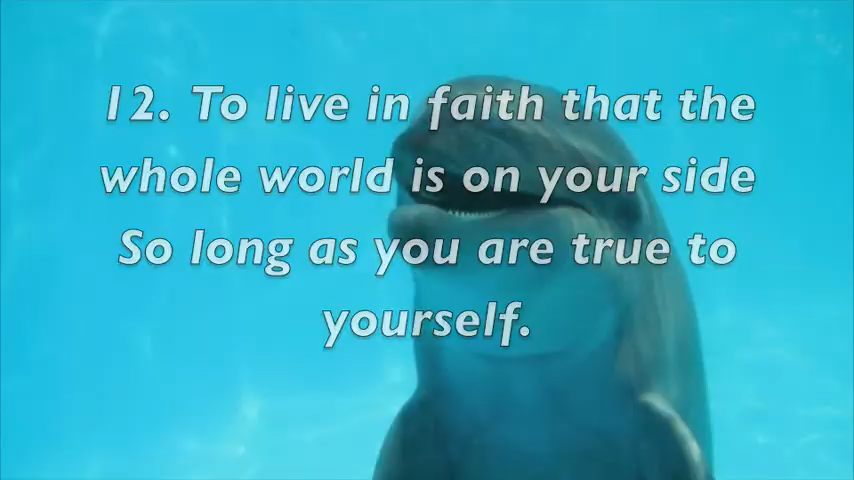 12. To live in faith that the
whole world is on your side
So long as you are true to
yourself.